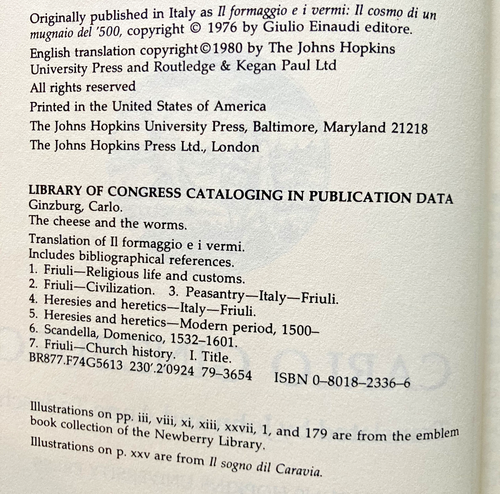 Originally published in Italy as Il formaggio e i vermi: Il cosmo di un
mugnaio del '500, copyright © 1976 by Giulio Einaudi editore.
English translation copyright©1980 by The Johns Hopkins
University Press and Routledge & Kegan Paul Ltd
All rights reserved
Printed in the United States of America
The Johns Hopkins University Press, Baltimore, Maryland 21218
The Johns Hopkins Press Ltd., London
LIBRARY OF CONGRESS CATALOGING IN PUBLICATION DATA
Ginzburg, Carlo.
The cheese and the worms.
Translation of Il formaggio e i vermi.
Includes bibliographical references.
1. Friuli—Religious life and customs.
2. Friuli—Civilization. 3. Peasantry—Italy—Friuli.
4. Heresies and heretics—Italy—Friuli.
5. Heresies and heretics—Modern period, 1500–
6. Scandella, Domenico, 1532–1601.
7. Friuli—Church history. I. Title.
BR877.F74G5613 230'.2'0924 79–3654 ISBN 0–8018–2336–6
Illustrations on pp. iii, viii, xi, xiii, xxvii, 1, and 179 are from the emblem
book collection of the Newberry Library.
Illustrations on p. xxv are from Il sogno dil Caravia.